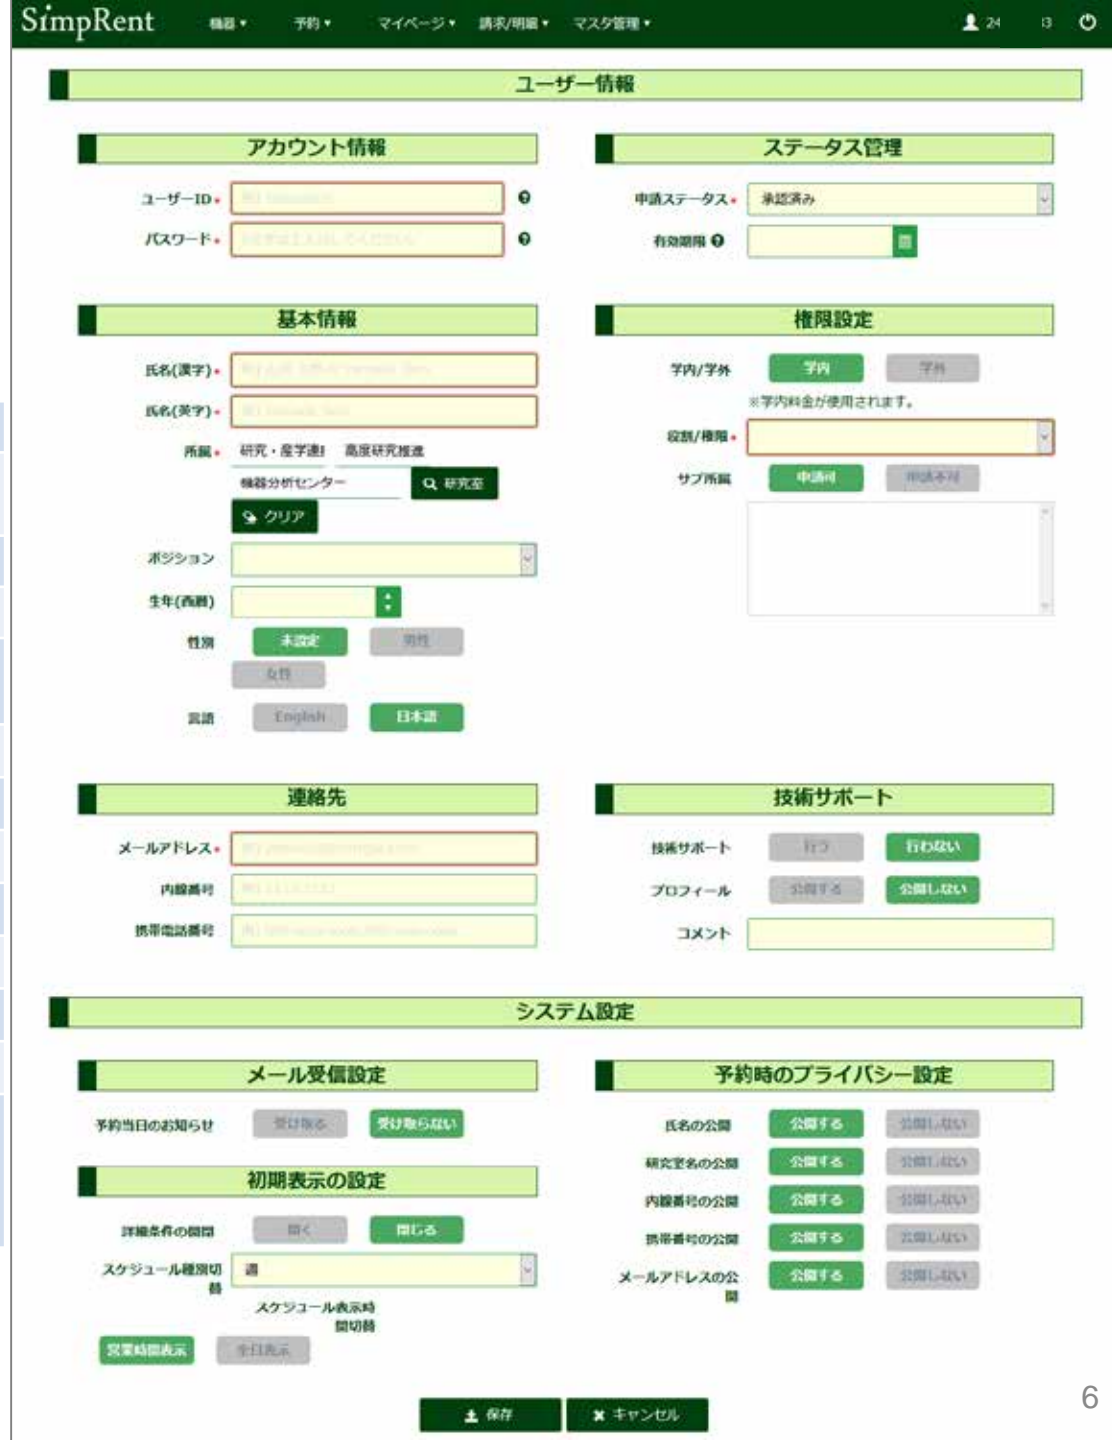 SimpRent 機器▼ 予約▼ マイページ▼ 請求/明細▼ マスタ管理▼ 24 3
ユーザー情報
アカウント情報
ユーザーID*
パスワード*
ステータス管理
申請ステータス* 承認済み
有効期限
基本情報
氏名(漢字)*
氏名(英字)*
所属* 研究・産学連 高度研究推進
機器分析センター 研究室
クリア
ポジション
生年(西暦)
性別 未設定 男性
女性
言語 English 日本語
権限設定
学内/学外 学内 学外
※学内料金が使用されます。
役割/権限*
サブ所属 申請可 申請不可
連絡先
メールアドレス*
内線番号
携帯電話番号
技術サポート
技術サポート 行う 行わない
プロフィール 公開する 公開しない
コメント
システム設定
メール受信設定
予約当日のお知らせ 受け取る 受け取らない
初期表示の設定
詳細条件の開閉 開く 閉じる
スケジュール種別切
替
週
スケジュール表示時
間切替
営業時間表示 全日表示
予約時のプライバシー設定
氏名の公開 公開する 公開しない
研究室名の公開 公開する 公開しない
内線番号の公開 公開する 公開しない
携帯番号の公開 公開する 公開しない
メールアドレスの公
開
公開する 公開しない
保存 キャンセル
6